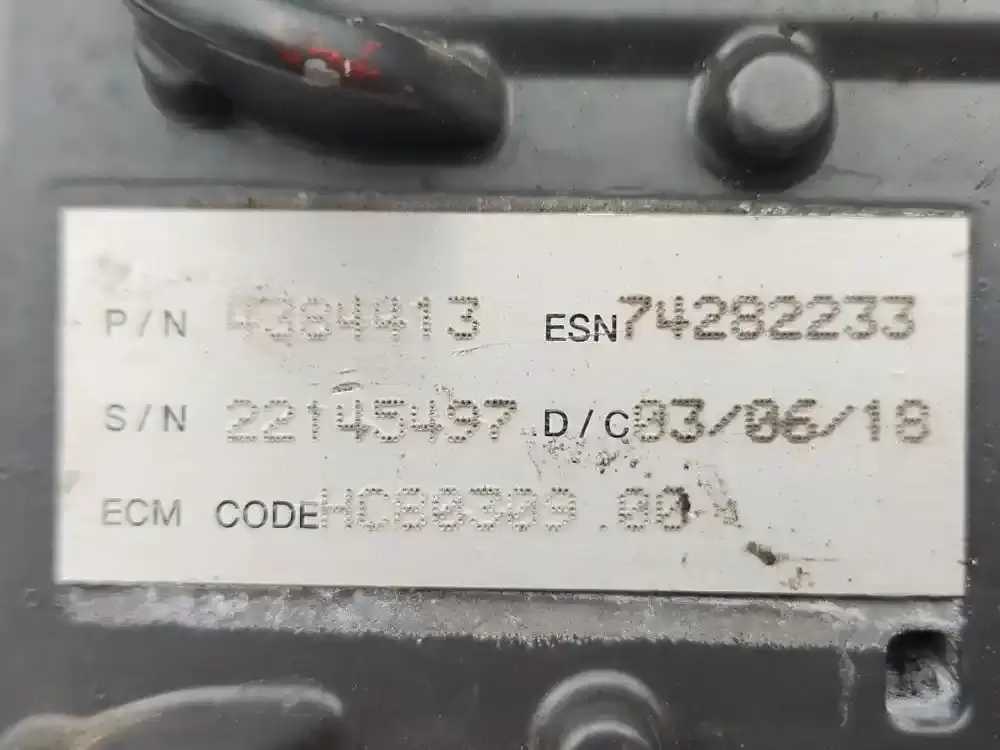 P/N 4384413 ESN 74282233
S/N 22145497 D/C 03/06/18
ECM CODE HC80309.00